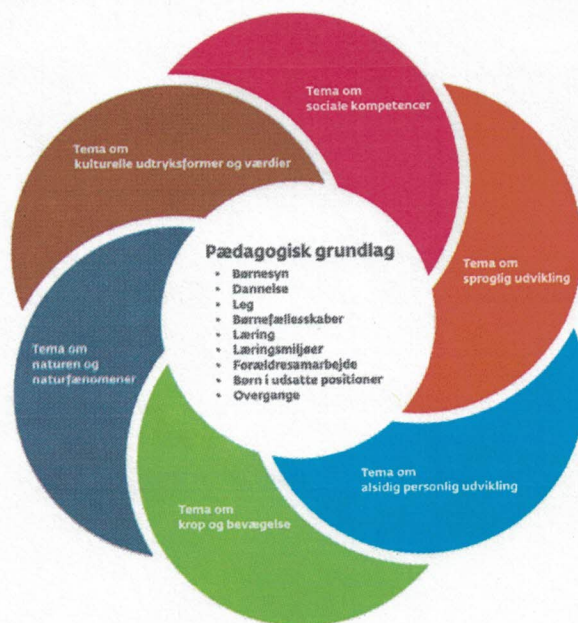 Tema om
sociale kompetencer
Tema om
kulturelle udtryksformer og værdier
Tema om
sproglig udvikling
Pædagogisk grundlag
• Børnesyn
• Dannelse
• Leg
• Børnefællesskaber
• Læring
• Læringsmiljøer
• Forældresamarbejde
• Børn i udsatte positioner
• Overgange
Tema om
naturen og
naturfænomener
Tema om
alsidig personlig udvikling
Tema om
krop og bevægelse